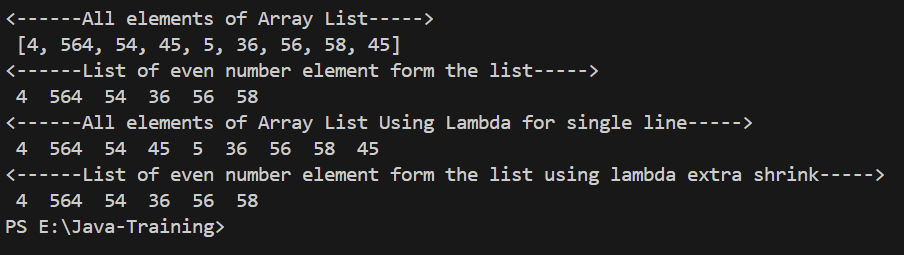 <------All elements of Array List----->
[4, 564, 54, 45, 5, 36, 56, 58, 45]
<------List of even number element form the list----->
4  564  54  36  56  58
<------All elements of Array List Using Lambda for single line----->
4  564  54  45  5  36  56  58  45
<------List of even number element form the list using lambda extra shrink----->
4  564  54  36  56  58
PS E:\Java-Training>